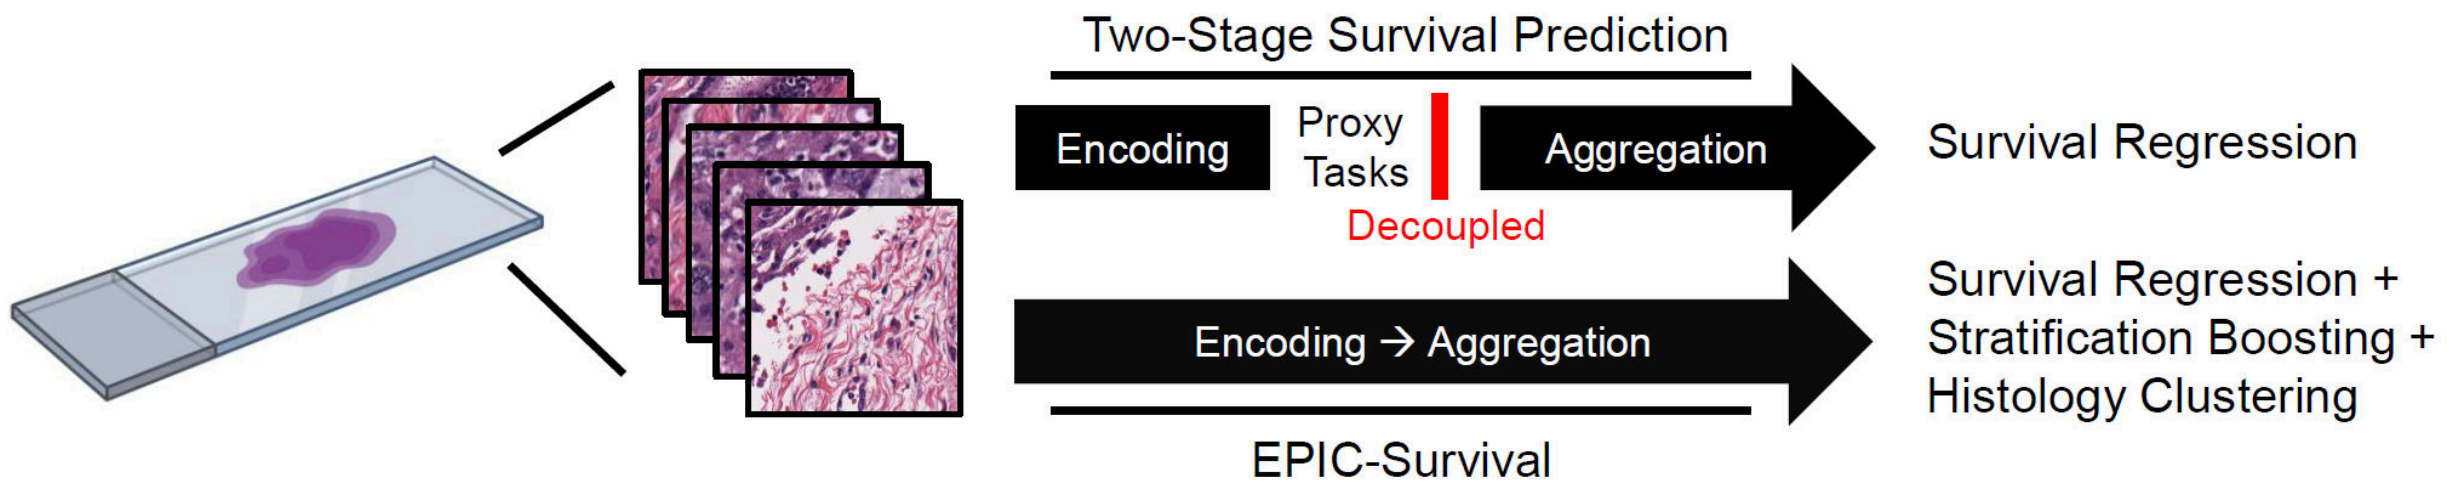 Two-Stage Survival Prediction
Encoding
Proxy
Tasks
Decoupled
Aggregation
Survival Regression
Encoding → Aggregation
EPIC-Survival
Survival Regression +
Stratification Boosting +
Histology Clustering